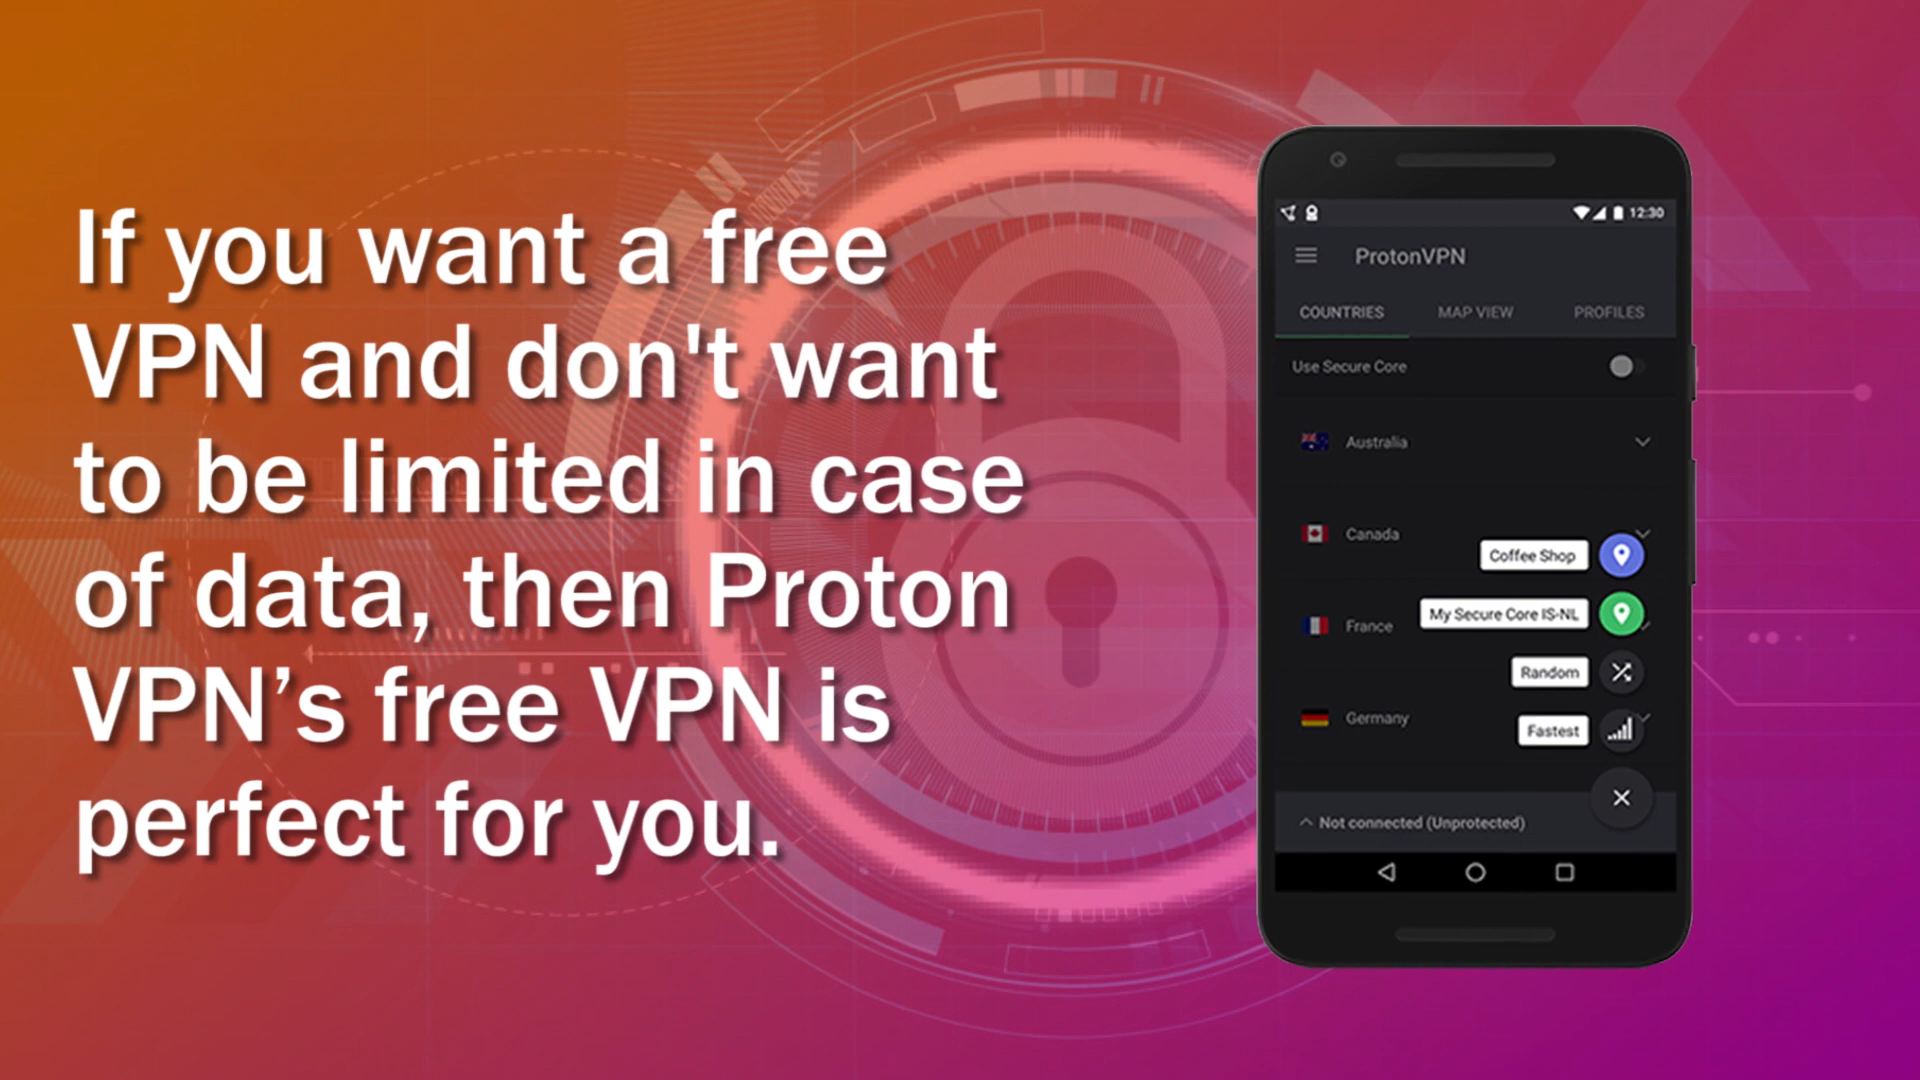 If you want a free
VPN and don't want
to be limited in case
of data, then Proton
VPN’s free VPN is
perfect for you.
12:30
ProtonVPN
COUNTRIES MAP VIEW PROFILES
Use Secure Core
Australia
Canada
Coffee Shop
My Secure Core IS-NL
France
Random
Germany
Fastest
Not connected (Unprotected)